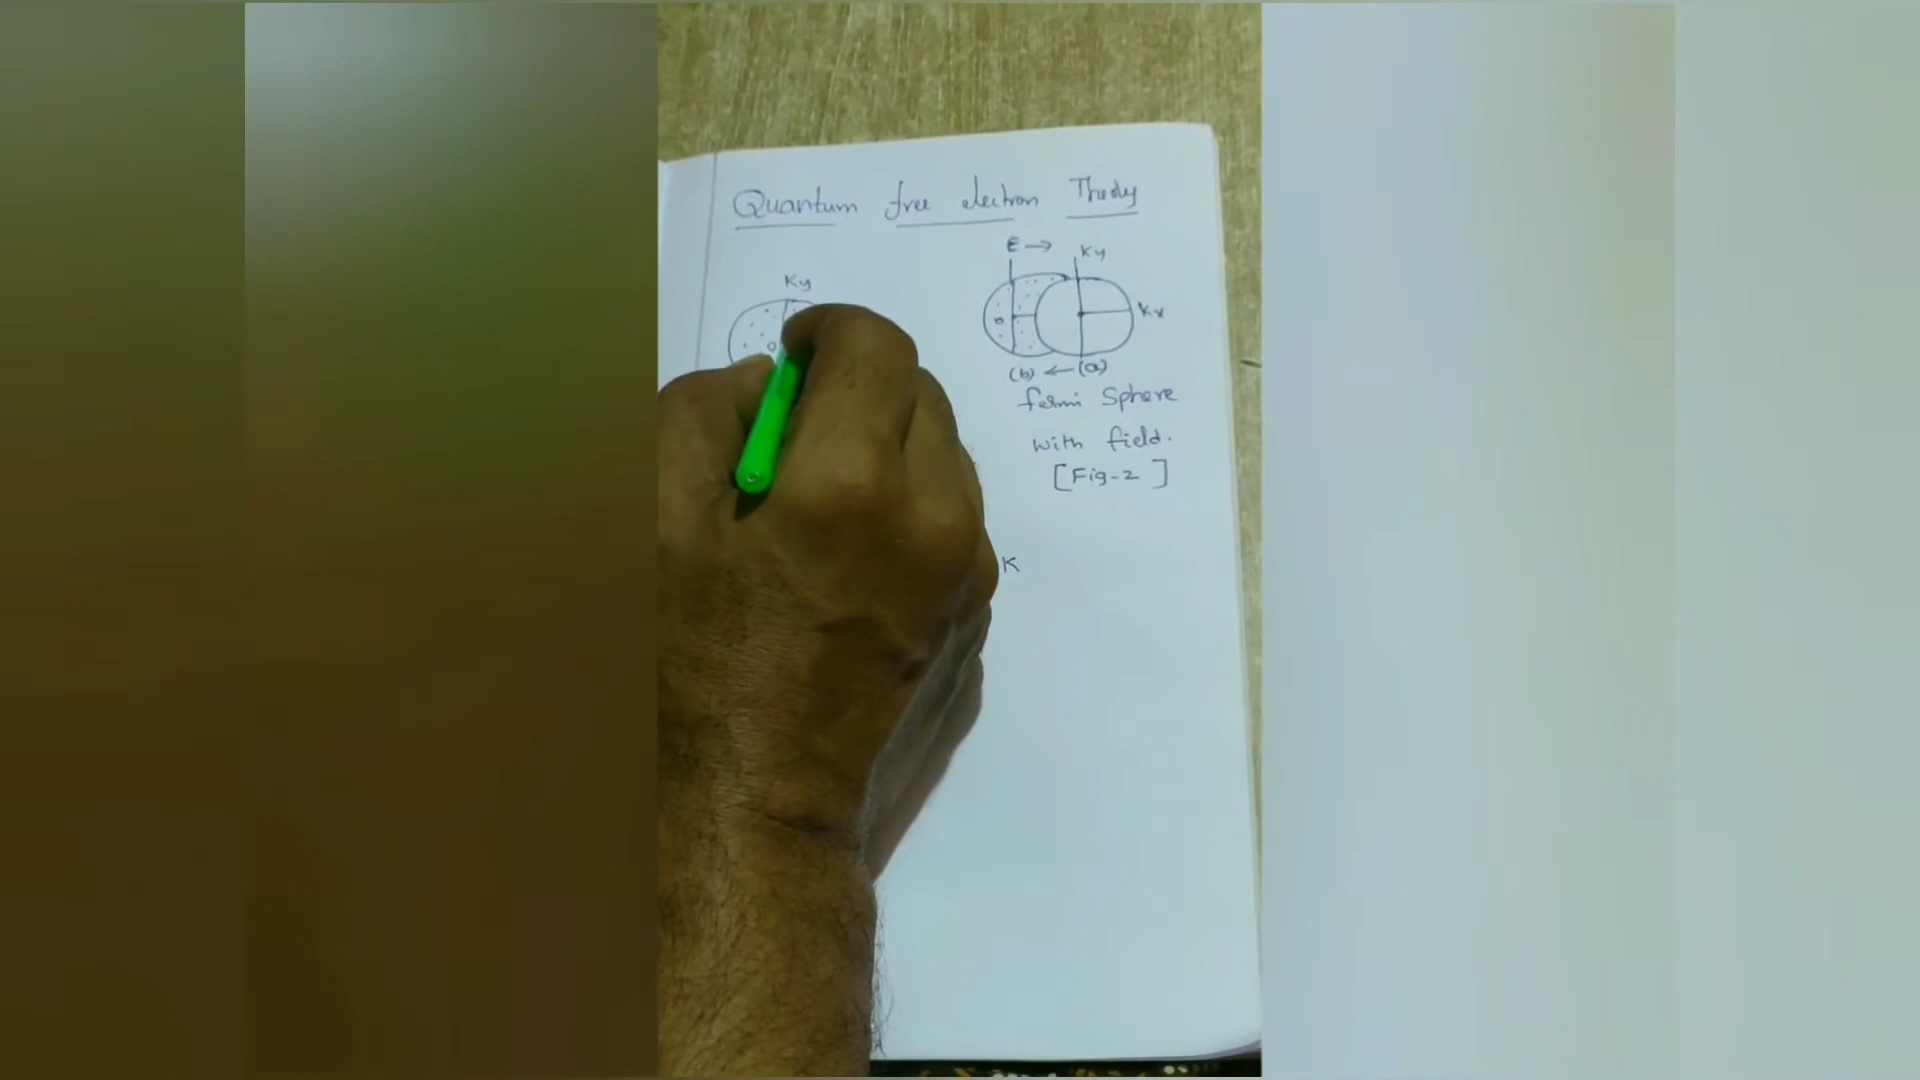 Quantum free electron Theory
E → Ky
Ky
Kx
o
o
(b) ← (a)
fermi Sphere
with field.
[Fig-2]
K